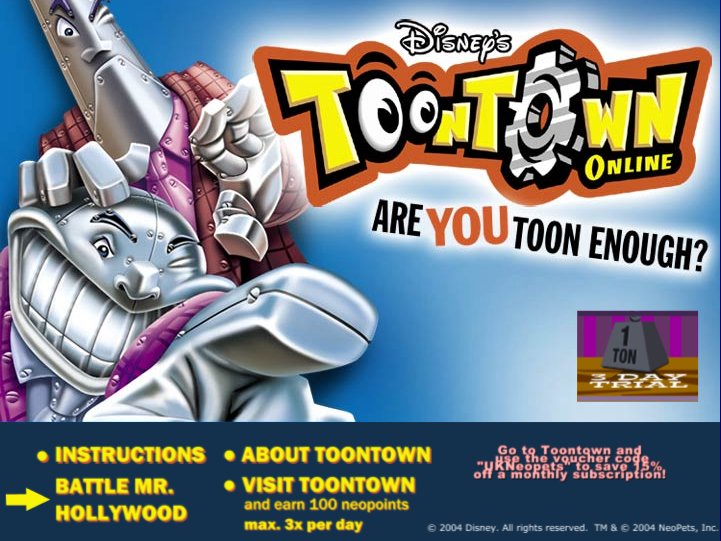 Disney's
TOONTOWN
ONLINE
ARE YOU TOON ENOUGH?
1
TON
3 DAY
TRIAL
• INSTRUCTIONS
BATTLE MR.
HOLLYWOOD
• ABOUT TOONTOWN
• VISIT TOONTOWN
and earn 100 neopoints
max. 3x per day
Go to Toontown and
use the voucher code
"UKNeopets" to save 15%
off a monthly subscription!
© 2004 Disney. All rights reserved. TM & © 2004 NeoPets, Inc.